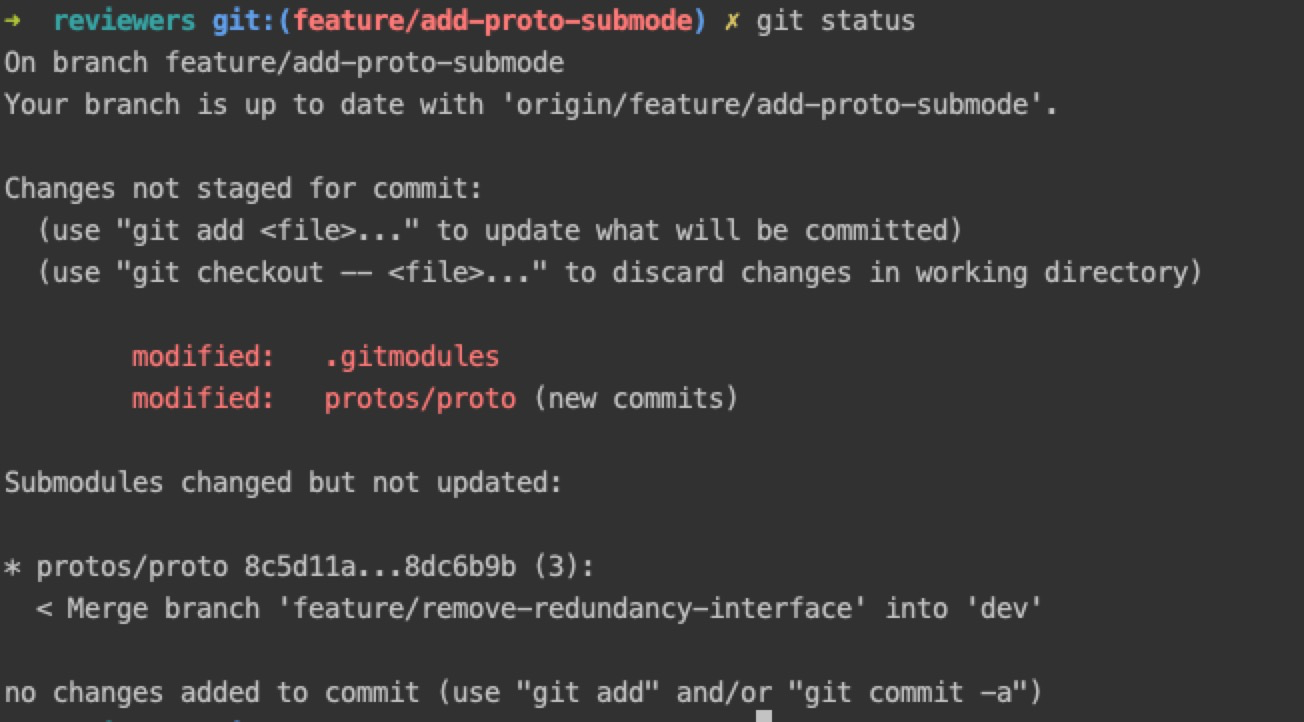 ➜  reviewers git:(feature/add-proto-submode) ✗ git status
On branch feature/add-proto-submode
Your branch is up to date with 'origin/feature/add-proto-submode'.
Changes not staged for commit:
  (use "git add <file>..." to update what will be committed)
  (use "git checkout -- <file>..." to discard changes in working directory)
        modified:   .gitmodules
        modified:   protos/proto (new commits)
Submodules changed but not updated:
* protos/proto 8c5d11a...8dc6b9b (3):
  < Merge branch 'feature/remove-redundancy-interface' into 'dev'
no changes added to commit (use "git add" and/or "git commit -a")